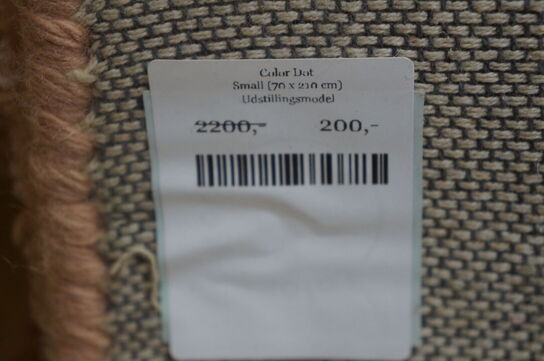 Color Dot
Small (70 x 210 cm)
Udstillingsmodel
2200,- 200,-